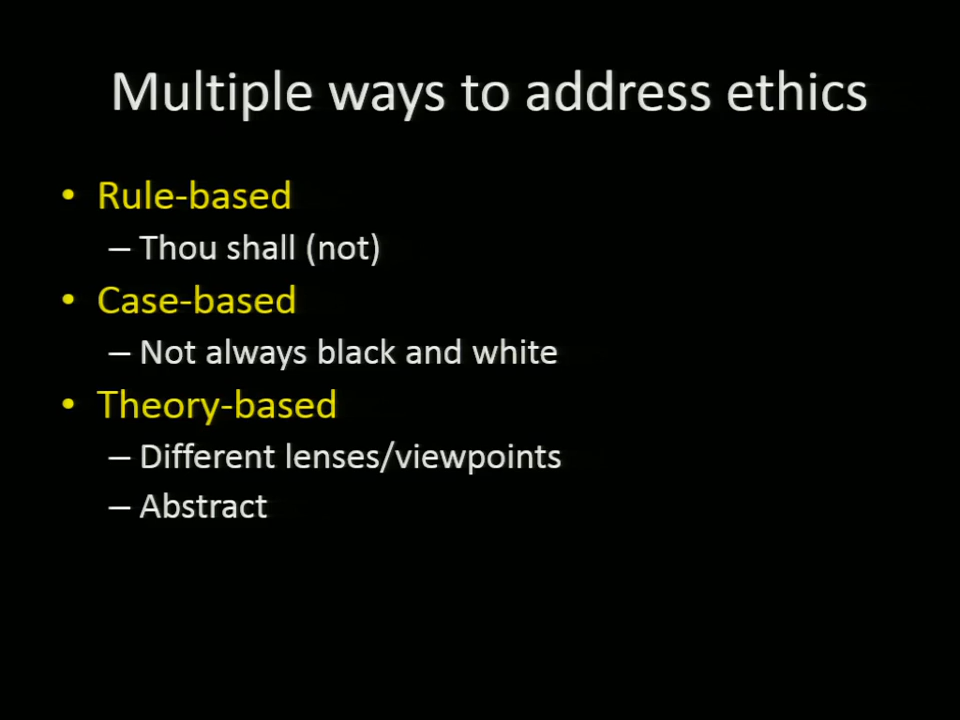 Multiple ways to address ethics
• Rule-based
– Thou shall (not)
• Case-based
– Not always black and white
• Theory-based
– Different lenses/viewpoints
– Abstract